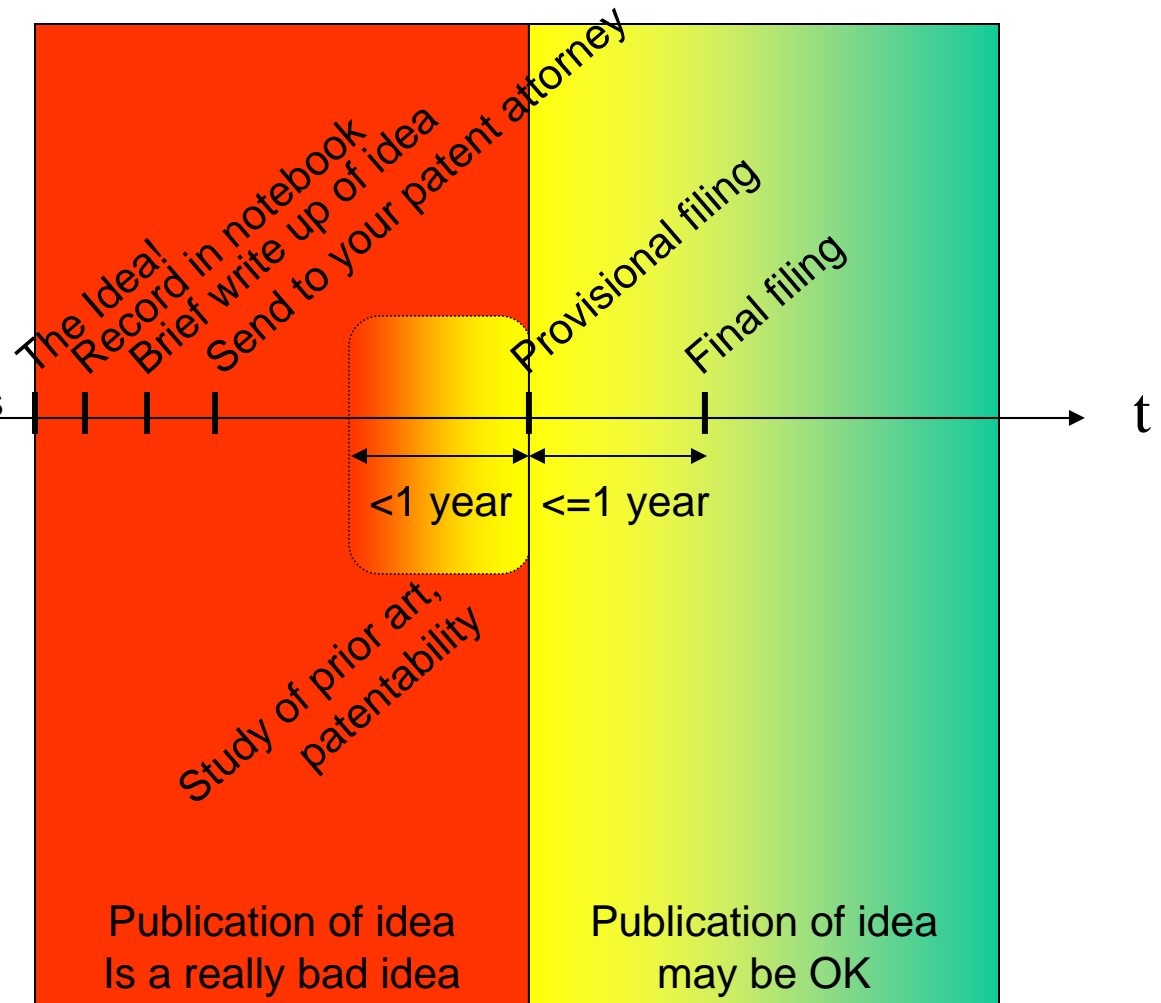 The Idea!
Record in notebook
Brief write up of idea
Send to your patent attorney
Provisional filing
Final filing
s
t
<1 year
<=1 year
Study of prior art,
patentability
Publication of idea
Is a really bad idea
Publication of idea
may be OK